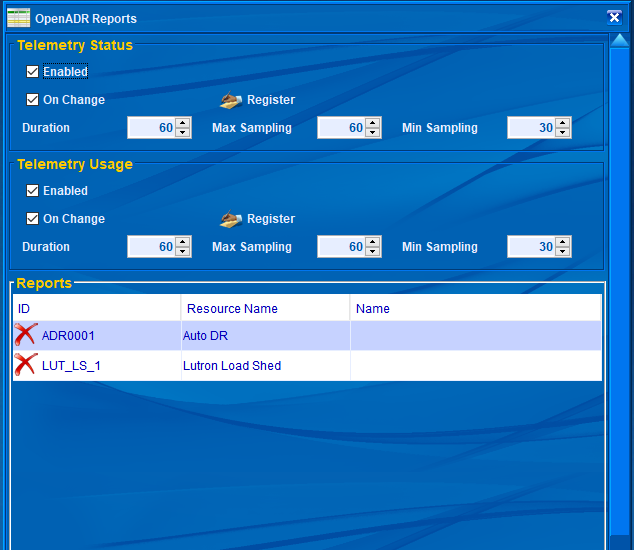 OpenADR Reports
Telemetry Status
Enabled
On Change Register
Duration 60 Max Sampling 60 Min Sampling 30
Telemetry Usage
Enabled
On Change Register
Duration 60 Max Sampling 60 Min Sampling 30
Reports
ID Resource Name Name
ADR0001 Auto DR
LUT_LS_1 Lutron Load Shed